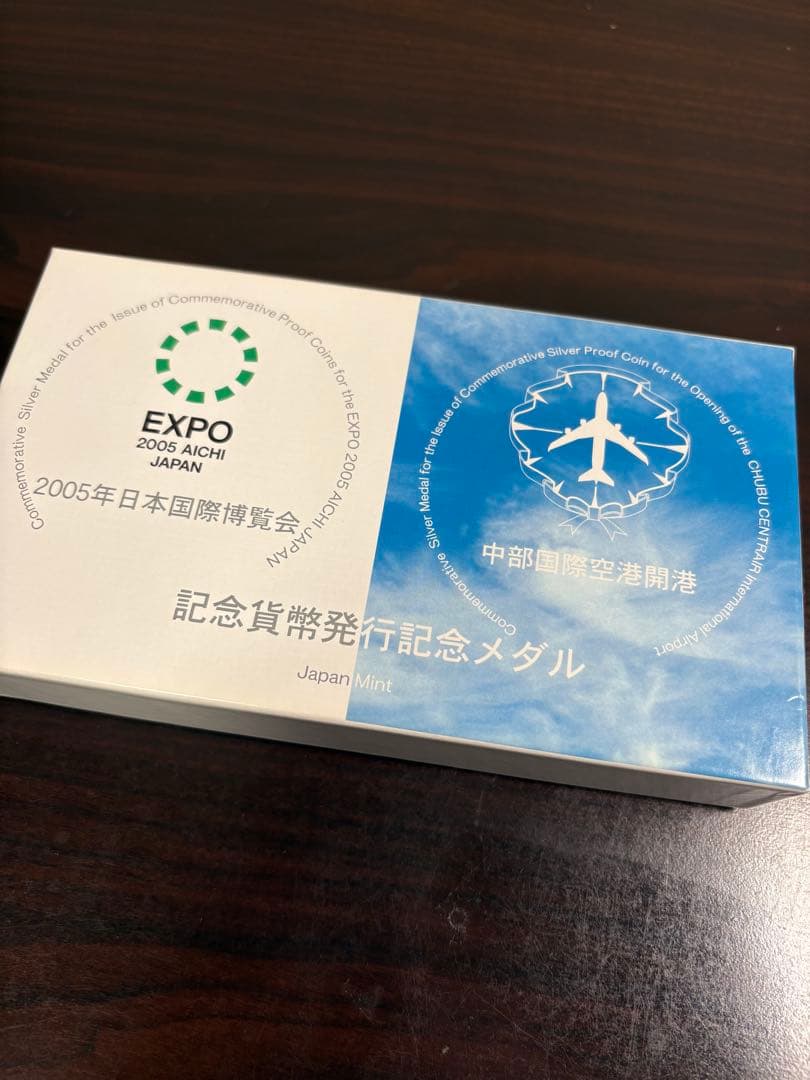 Commemorative Silver Medal for the Issue of Commemorative Proof Coins for the EXPO 2005 AICHI JAPAN
EXPO
2005 AICHI
JAPAN
2005年日本国際博覧会
Commemorative Silver Medal for the Issue of Commemorative Silver Proof Coin for the Opening of the CHUBU CENTRAIR International Airport
中部国際空港開港
記念貨幣発行記念メダル
Japan Mint